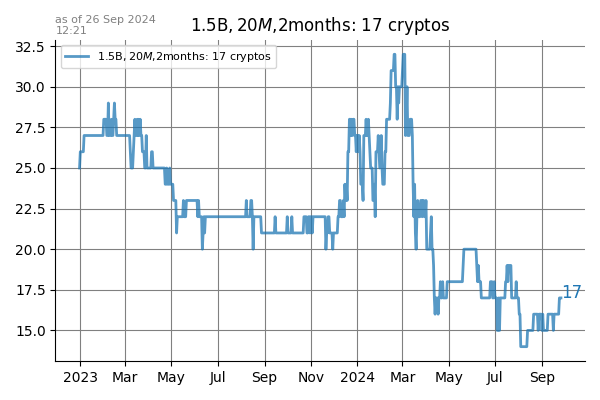 as of 26 Sep 2024
12:21
1.5B, 20M,2months: 17 cryptos
1.5B, 20M,2months: 17 cryptos
32.5
30.0
27.5
25.0
22.5
20.0
17.5
15.0
17
2023 Mar May Jul Sep Nov 2024 Mar May Jul Sep